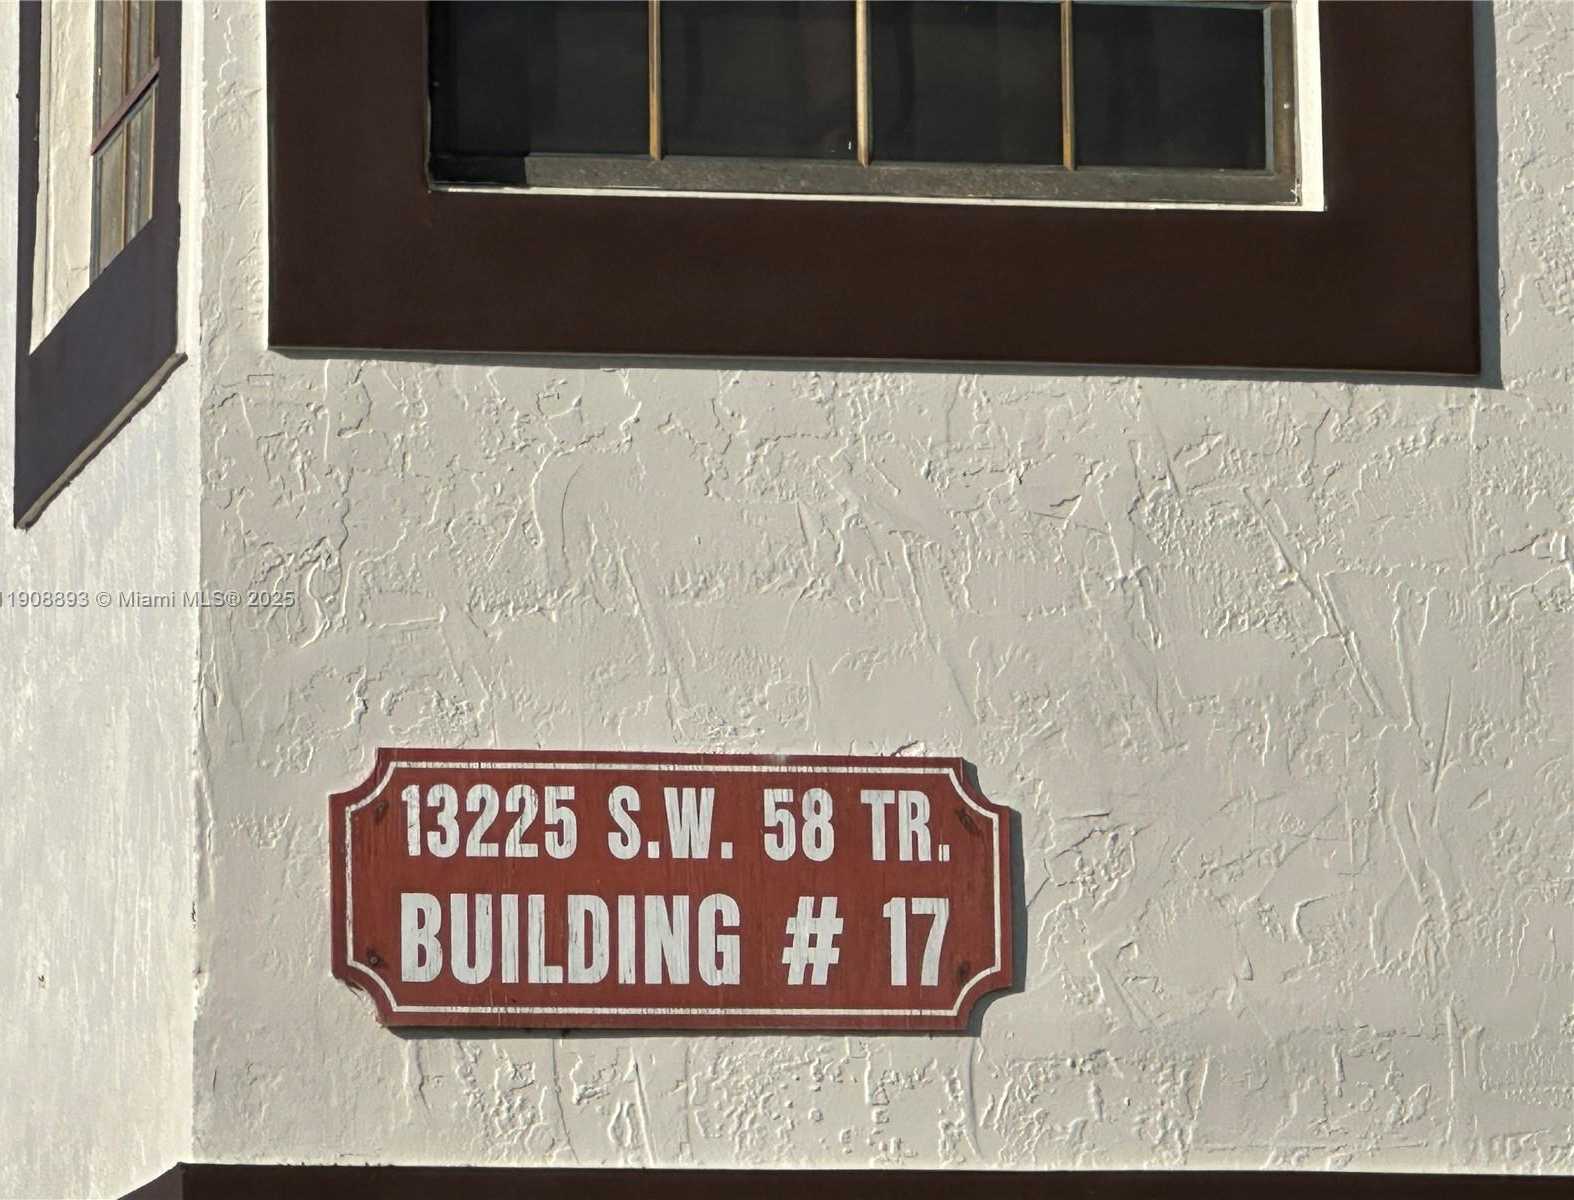 11908893 © Miami MLS® 2025
13225 S.W. 58 TR.
BUILDING # 17